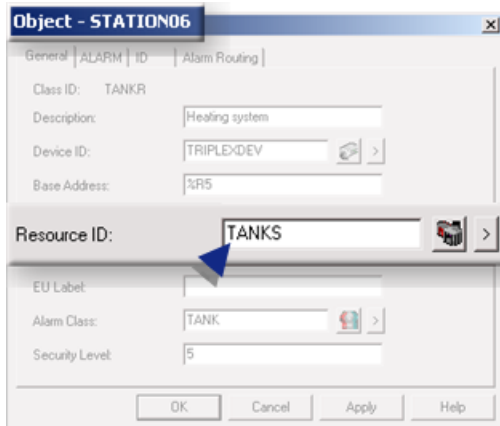 Object - STATION06
General ALARM ID Alarm Routing
Class ID: TANKR
Description: Heating system
Device ID: TRIPLEXDEV >
Base Address: %R5
Resource ID: TANKS >
EU Label:
Alarm Class: TANK >
Security Level: 5
OK Cancel Apply Help